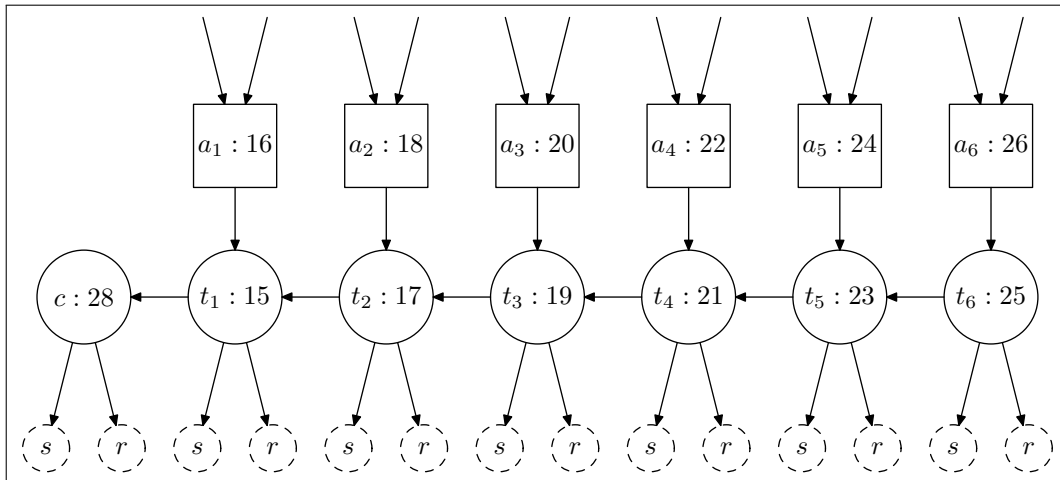 a₁ : 16 a₂ : 18 a₃ : 20 a₄ : 22 a₅ : 24 a₆ : 26
c : 28 t₁ : 15 t₂ : 17 t₃ : 19 t₄ : 21 t₅ : 23 t₆ : 25
s r s r s r s r s r s r s r